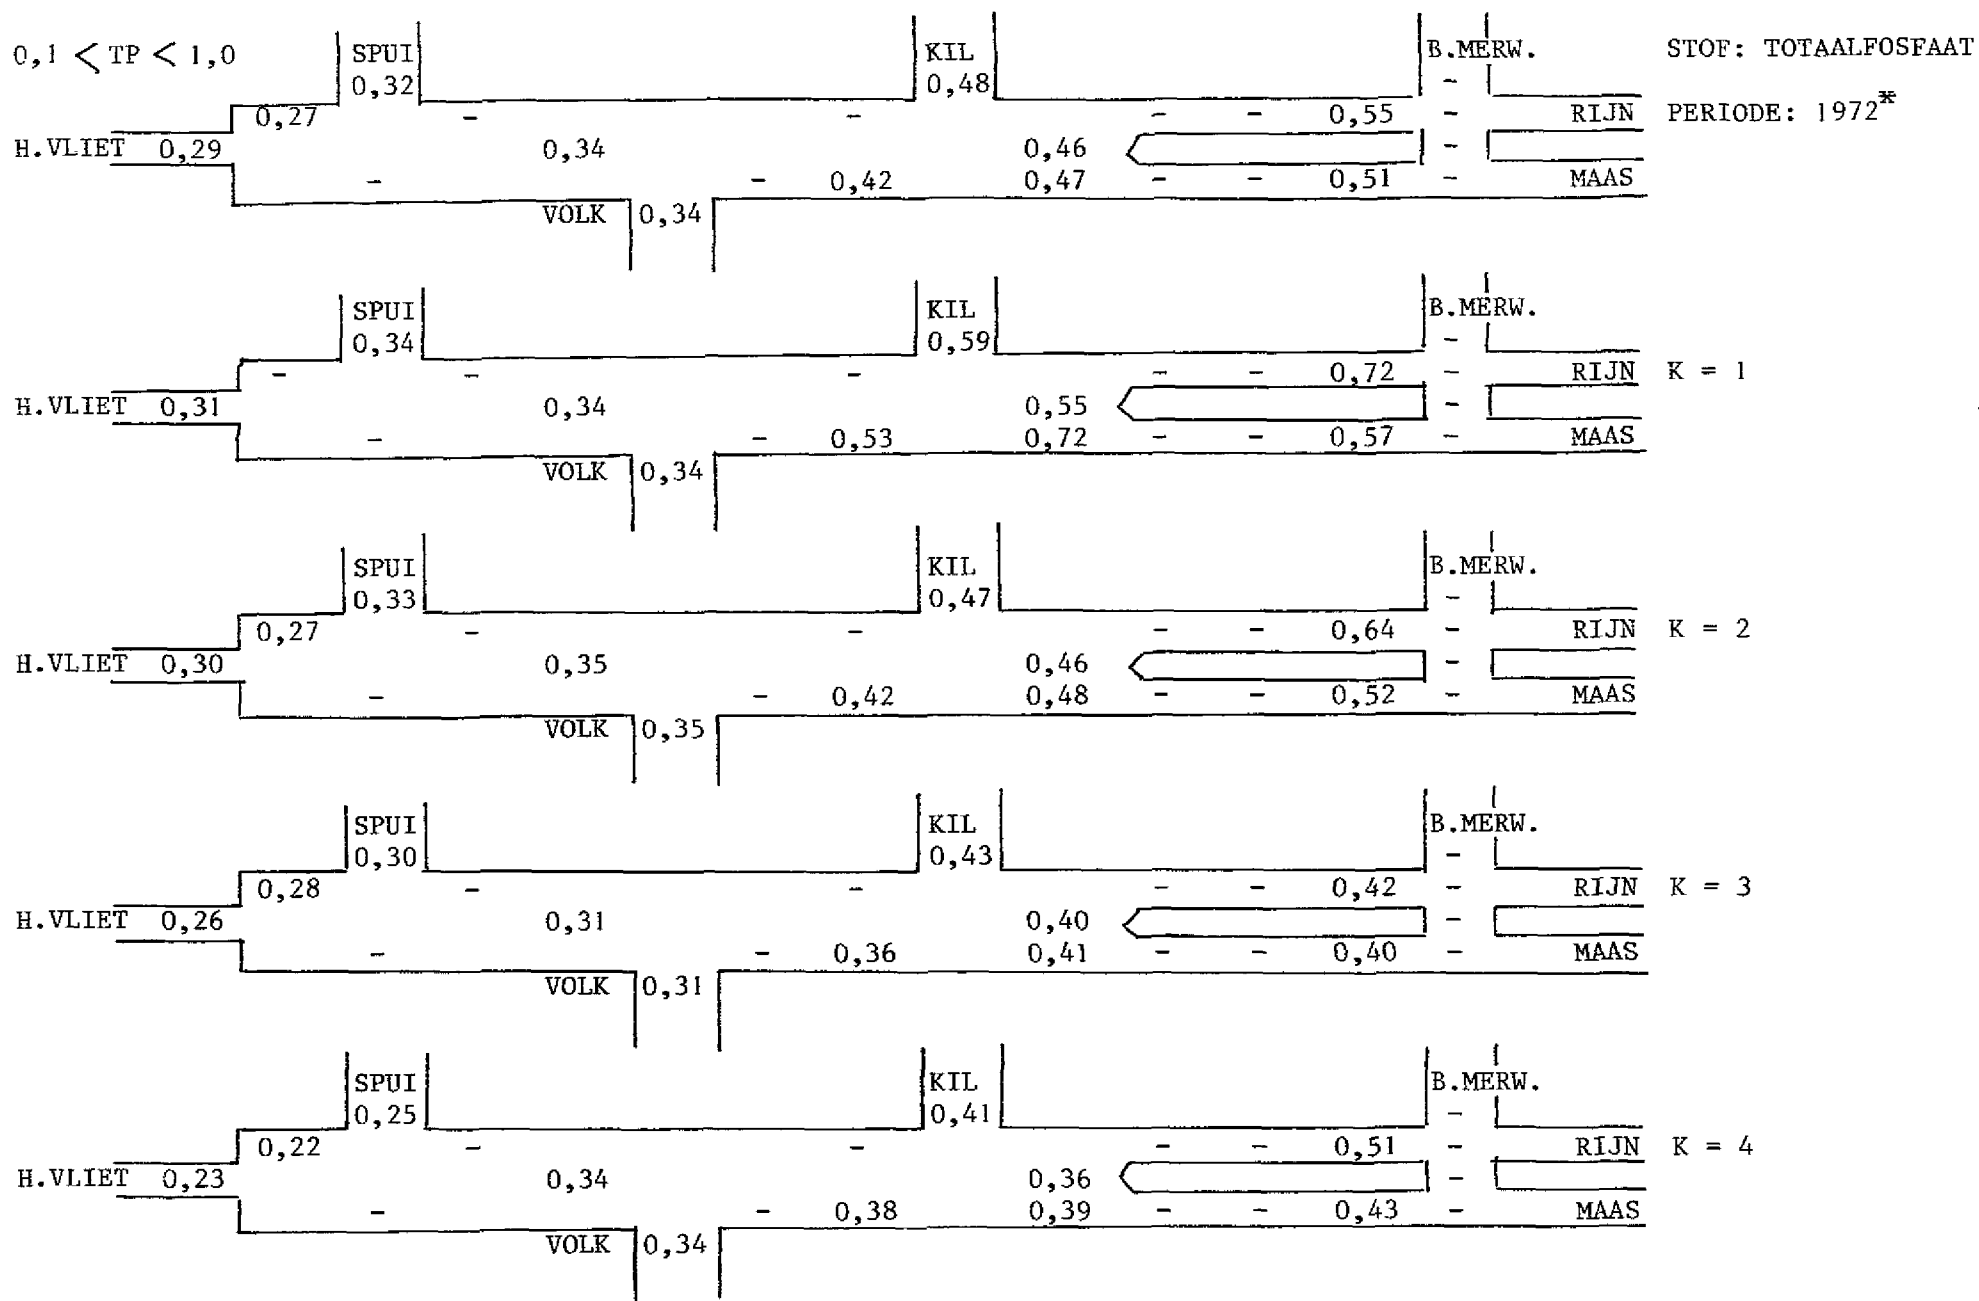 0,1 < TP < 1,0 SPUI KIL B.MERW. STOF: TOTAALFOSFAAT
0,32 0,48 -
0,27 - - - - 0,55 - RIJN PERIODE: 1972*
H.VLIET 0,29 0,34 0,46 -
- - 0,42 0,47 - - 0,51 - MAAS
VOLK 0,34
SPUI KIL B.MERW.
0,34 0,59 -
- - - - - 0,72 - RIJN K = 1
H.VLIET 0,31 0,34 0,55 -
- - 0,53 0,72 - - 0,57 - MAAS
VOLK 0,34
SPUI KIL B.MERW.
0,33 0,47 -
0,27 - - - - 0,64 - RIJN K = 2
H.VLIET 0,30 0,35 0,46 -
- - 0,42 0,48 - - 0,52 - MAAS
VOLK 0,35
SPUI KIL B.MERW.
0,30 0,43 -
0,28 - - - - 0,42 - RIJN K = 3
H.VLIET 0,26 0,31 0,40 -
- - 0,36 0,41 - - 0,40 - MAAS
VOLK 0,31
SPUI KIL B.MERW.
0,25 0,41 -
0,22 - - - - 0,51 - RIJN K = 4
H.VLIET 0,23 0,34 0,36 -
- - 0,38 0,39 - - 0,43 - MAAS
VOLK 0,34